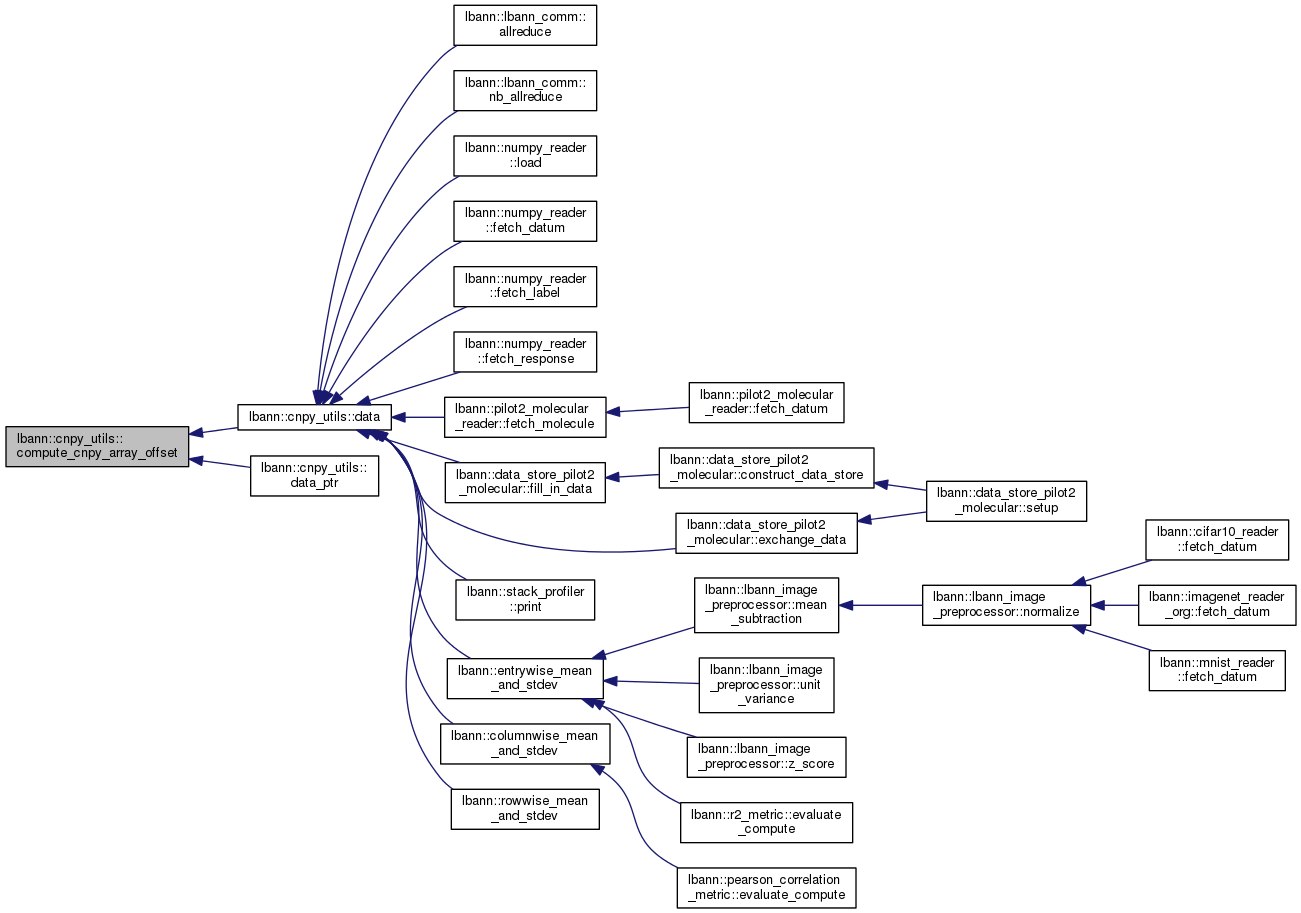 lbann::lbann_comm::
allreduce
lbann::lbann_comm::
nb_allreduce
lbann::numpy_reader
::load
lbann::numpy_reader
::fetch_datum
lbann::numpy_reader
::fetch_label
lbann::numpy_reader
::fetch_response
lbann::cnpy_utils::data
lbann::pilot2_molecular
_reader::fetch_molecule
lbann::pilot2_molecular
_reader::fetch_datum
lbann::cnpy_utils::
compute_cnpy_array_offset
lbann::cnpy_utils::
data_ptr
lbann::data_store_pilot2
_molecular::fill_in_data
lbann::data_store_pilot2
_molecular::construct_data_store
lbann::data_store_pilot2
_molecular::setup
lbann::data_store_pilot2
_molecular::exchange_data
lbann::cifar10_reader
::fetch_datum
lbann::stack_profiler
::print
lbann::lbann_image
_preprocessor::mean
_subtraction
lbann::lbann_image
_preprocessor::normalize
lbann::imagenet_reader
_org::fetch_datum
lbann::mnist_reader
::fetch_datum
lbann::entrywise_mean
_and_stdev
lbann::lbann_image
_preprocessor::unit
_variance
lbann::columnwise_mean
_and_stdev
lbann::lbann_image
_preprocessor::z_score
lbann::rowwise_mean
_and_stdev
lbann::r2_metric::evaluate
_compute
lbann::pearson_correlation
_metric::evaluate_compute